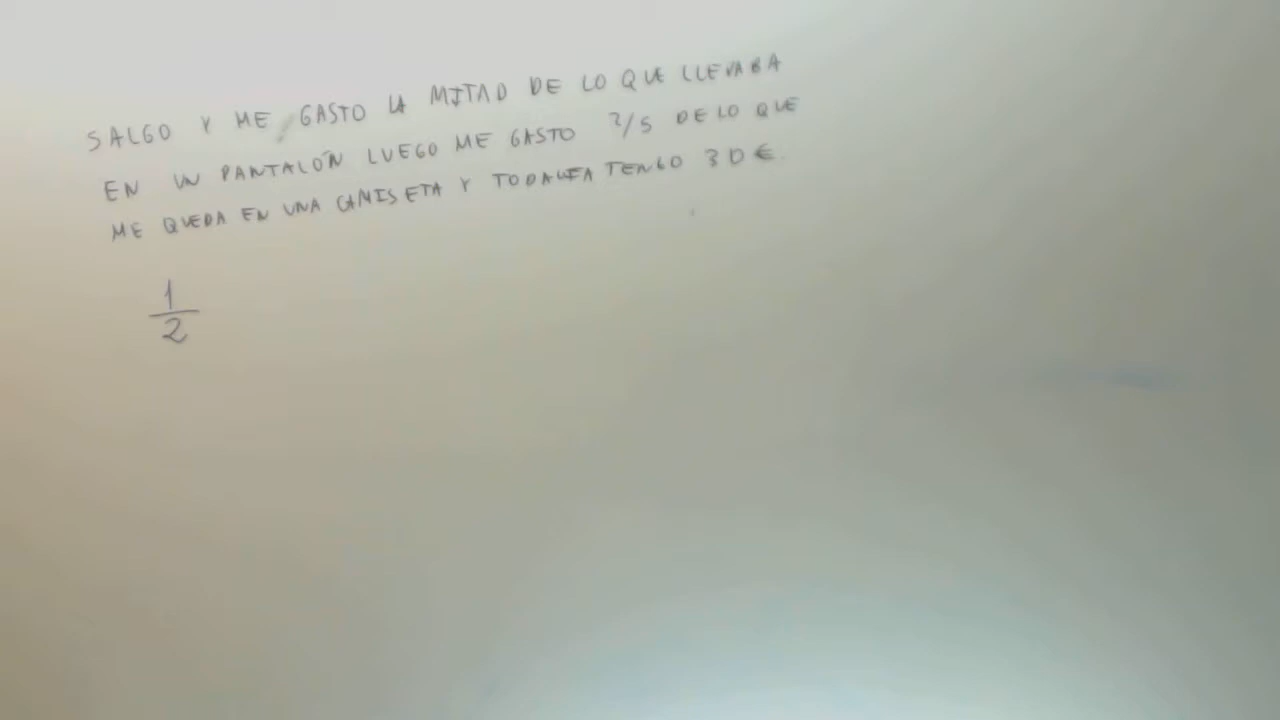 SALGO Y ME GASTO LA MITAD DE LO QUE LLEVABA
EN UN PANTALÓN LUEGO ME GASTO 2/5 DE LO QUE
ME QUEDA EN UNA CAMISETA Y TODAVÍA TENGO 30€.
1
2